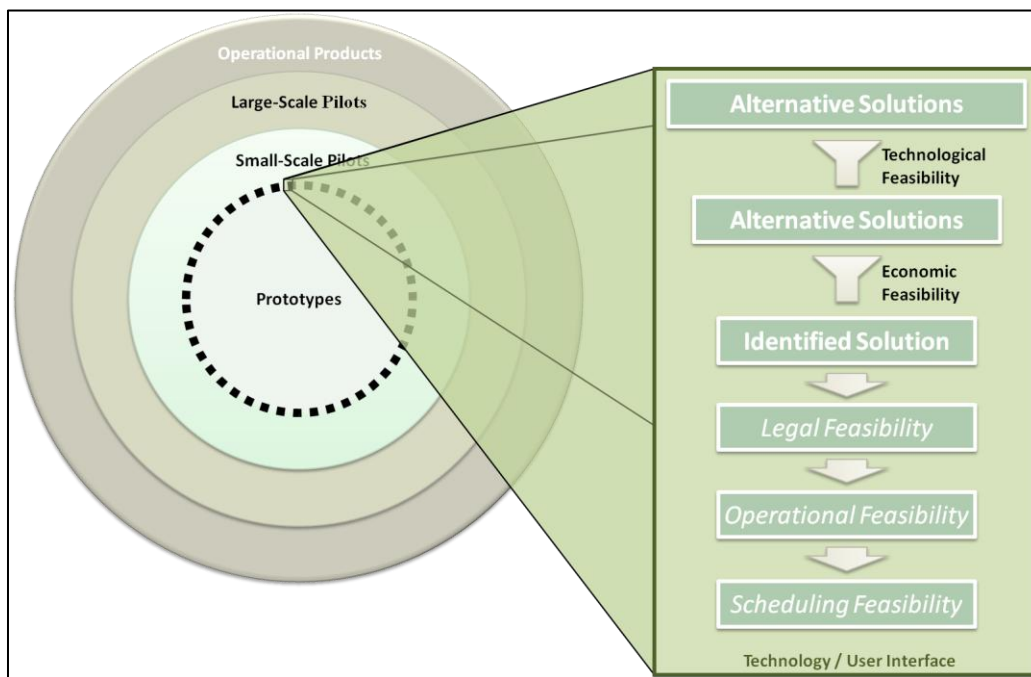 Operational Products
Large-Scale Pilots
Small-Scale Pilots
Prototypes
Alternative Solutions
Technological
Feasibility
Alternative Solutions
Economic
Feasibility
Identified Solution
Legal Feasibility
Operational Feasibility
Scheduling Feasibility
Technology / User Interface